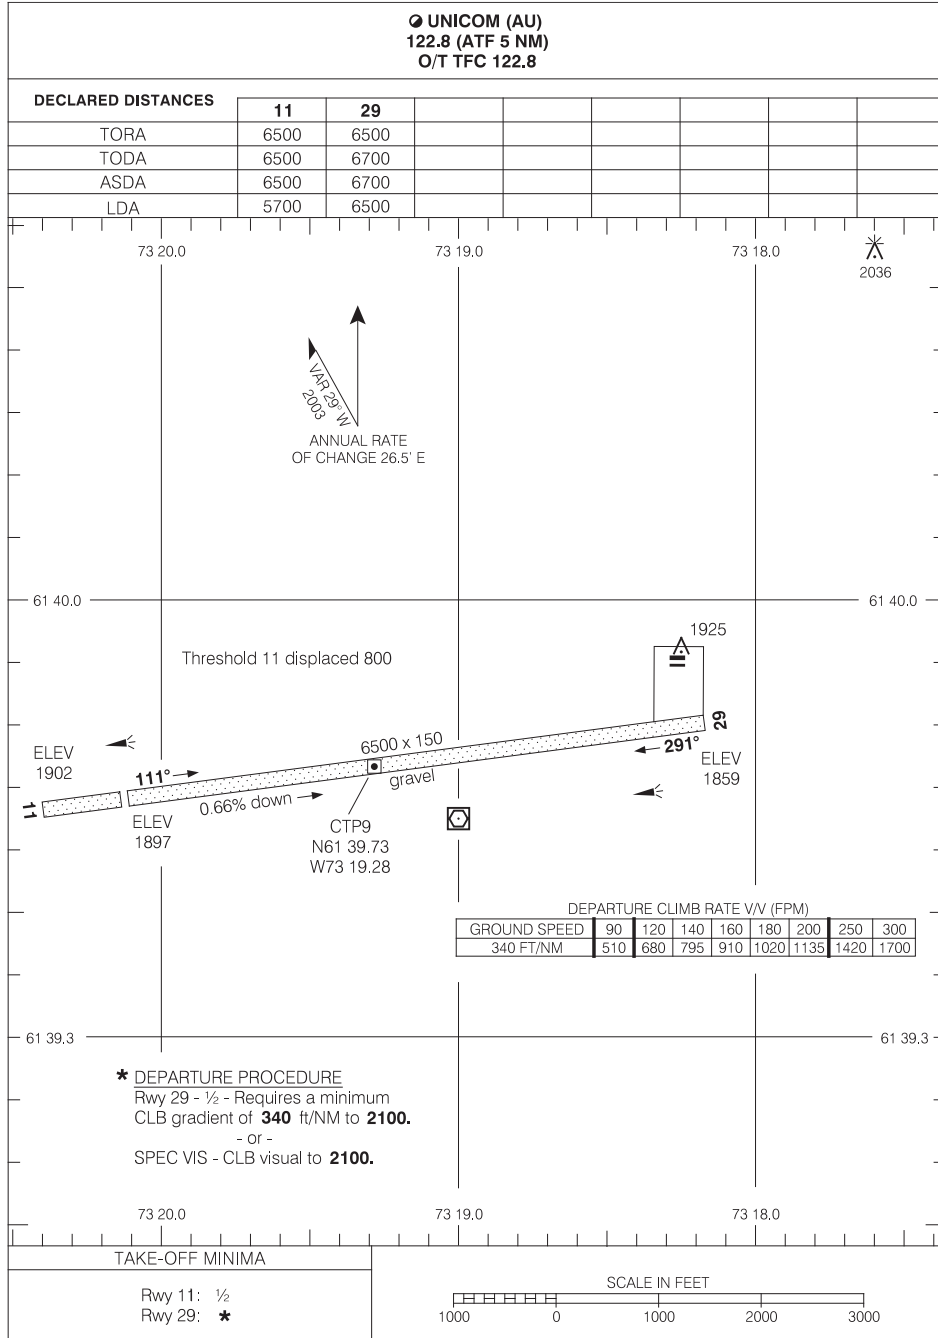 UNICOM (AU)
122.8 (ATF 5 NM)
O/T TFC 122.8
DECLARED DISTANCES 11 29
TORA 6500 6500
TODA 6500 6700
ASDA 6500 6700
LDA 5700 6500
73 20.0 73 19.0 73 18.0
2036
VAR 29° W
2003
ANNUAL RATE
OF CHANGE 26.5' E
61 40.0 61 40.0
1925
Threshold 11 displaced 800
29
6500 x 150
291°
ELEV
1902
ELEV
1859
111°
gravel
0.66% down
11
ELEV
1897
CTP9
N61 39.73
W73 19.28
DEPARTURE CLIMB RATE V/V (FPM)
GROUND SPEED 90 120 140 160 180 200 250 300
340 FT/NM 510 680 795 910 1020 1135 1420 1700
61 39.3 61 39.3
* DEPARTURE PROCEDURE
Rwy 29 - ½ - Requires a minimum
CLB gradient of 340 ft/NM to 2100.
- or -
SPEC VIS - CLB visual to 2100.
73 20.0 73 19.0 73 18.0
TAKE-OFF MINIMA
Rwy 11: ½
Rwy 29: *
SCALE IN FEET
1000 0 1000 2000 3000